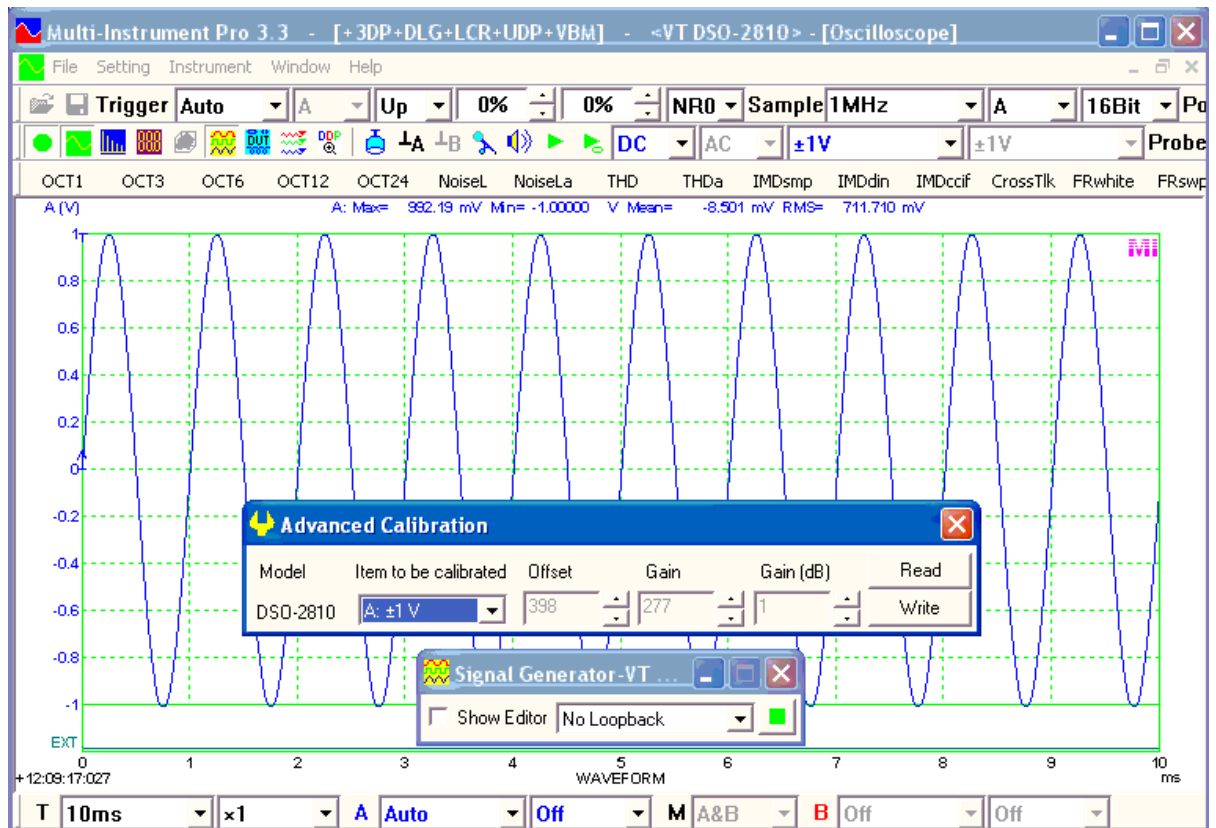 Multi-Instrument Pro 3.3 - [+3DP+DLG+LCR+UDP+VBM] - <VT DSO-2810> - [Oscilloscope]
File Setting Instrument Window Help
Trigger Auto A Up 0% 0% NR0 Sample 1MHz A 16Bit Po
DUT DDP A B DC AC ±1V ±1V Probe
OCT1 OCT3 OCT6 OCT12 OCT24 NoiseL NoiseLa THD THDa IMDsmp IMDdin IMDccif CrossTlk FRwhite FRswp
A (V) A: Max= 992.19 mV Min= -1.00000 V Mean= -8.501 mV RMS= 711.710 mV
1
MI
0.8
0.6
0.4
0.2
0
-0.2
-0.4
-0.6
-0.8
-1
Advanced Calibration
Model Item to be calibrated Offset Gain Gain (dB) Read
DSO-2810 A: ±1 V 398 277 1 Write
Signal Generator-VT ...
Show Editor No Loopback
EXT
0 1 2 3 4 5 6 7 8 9 10
+12:09:17:027 WAVEFORM ms
T 10ms ×1 A Auto Off M A&B B Off Off